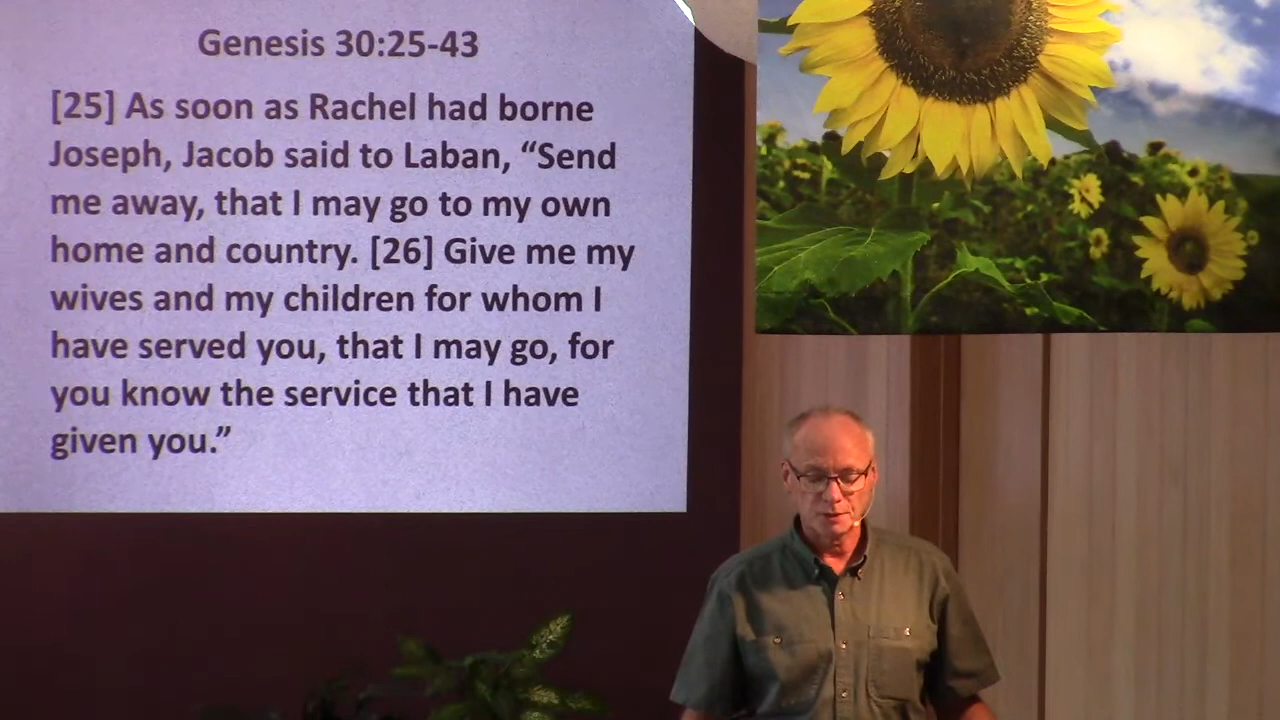 Genesis 30:25-43
[25] As soon as Rachel had borne
Joseph, Jacob said to Laban, “Send
me away, that I may go to my own
home and country. [26] Give me my
wives and my children for whom I
have served you, that I may go, for
you know the service that I have
given you.”